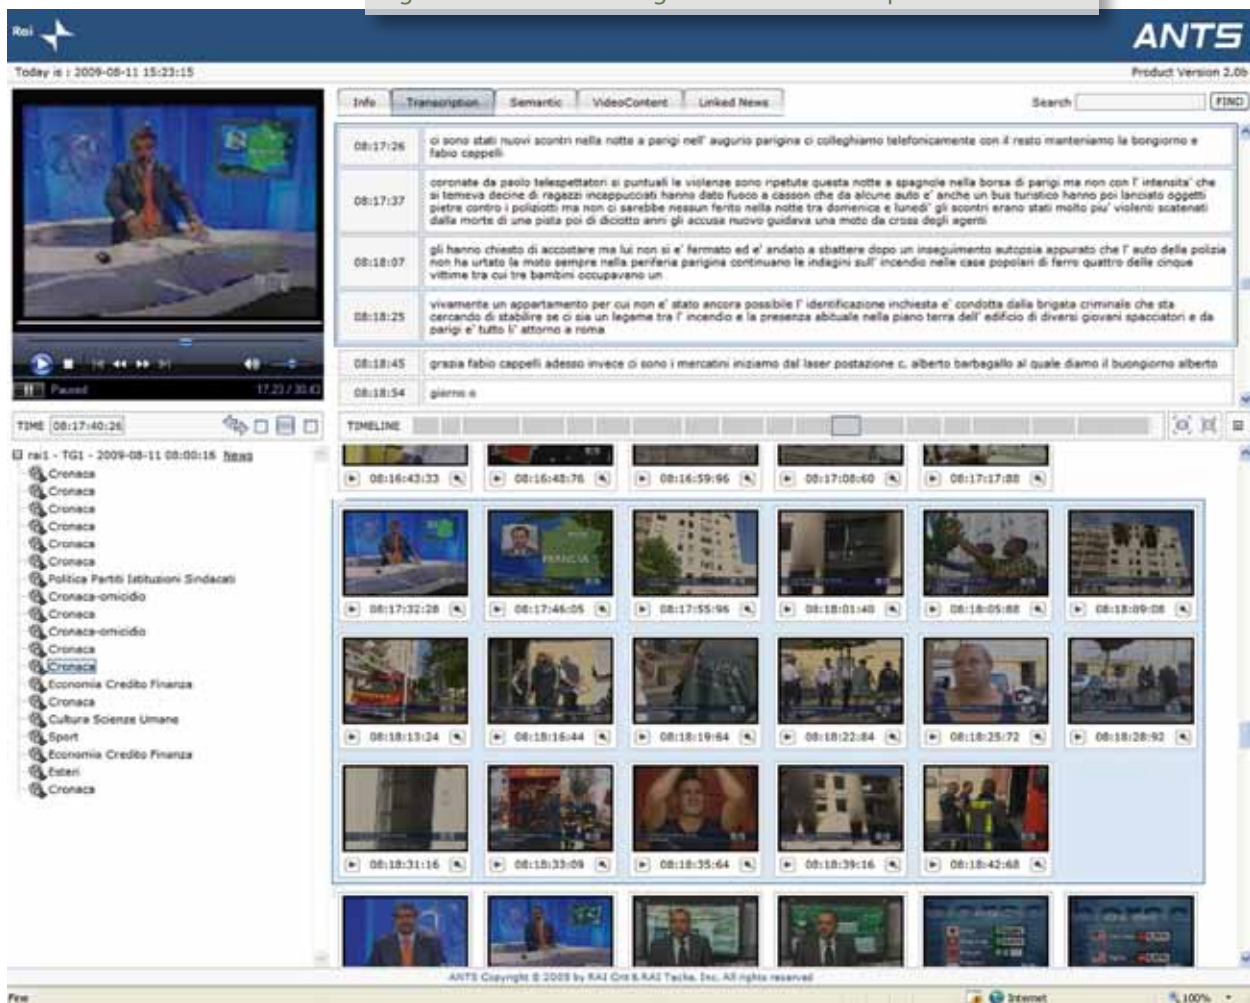 Rai
ANTS
Today is : 2009-08-11 15:23:15
Product Version 2.0b
Info
Transcription
Semantic
VideoContent
Linked News
Search
FIND
08:17:26
ci sono stati nuovi scontri nella notte a parigi nell' augurio parigina ci colleghiamo telefonicamente con il resto manteniamo la bongiorno e
fabio cappelli
08:17:37
coronate da paolo telespettatori si puntuali le violenze sono ripetute questa notte a spagnole nella borsa di parigi ma non con l' intensita' che
si temeva decine di ragazzi incappucciati hanno dato fuoco a casson che da alcune auto e' anche un bus turistico hanno poi lanciato oggetti
pietre contro i poliziotti ma non ci sarebbe nessun ferito nella notte tra domenice e lunedi' gli scontri erano stati molto piu' violenti scatenati
dalla morte di une pista poi di diciotto anni gli accusa nuovo guidava una moto da crosa degli agenti
08:18:07
gli hanno chiesto di accostare ma lui non si e' fermato ed e' andato a sbattere dopo un inseguimento autopsia appurato che l' auto della polizia
non ha urtato la moto sempre nella periferia parigina continuano le indagini sull' incendio nelle case popolari di ferro quattro delle cinque
vittime tra cui tre bambini occupavano un
08:18:25
vivamente un appartamento per cui non e' stato ancora possibile l' identificazione inchiesta e' condotta dalla brigata criminale che sta
cercando di stabilire se ci sia un legame tra l' incendio e la presenza abituale nella piano terra dell' edificio di diversi giovani spacciatori e da
parigi e' tutto li' attorno a roma
08:18:45
grazia fabio cappelli adesso invece ci sono i mercatini iniziamo dal laser postazione c. alberto barbagallo al quale diamo il buongiorno alberto
08:18:54
giorno o
Paused
17.23 / 30.43
TIME 08:17:40:26
TIMELINE
rai1 - TG1 - 2009-08-11 08:00:16 News
Cronaca
Cronaca
Cronaca
Cronaca
Cronaca
Cronaca
Politica Partiti Istituzioni Sindacati
Cronaca-omicidio
Cronaca
Cronaca-omicidio
Cronaca
Cronaca
Economia Credito Finanza
Cronaca
Cultura Scienze Umane
Sport
Economia Credito Finanza
Esteri
Cronaca
08:16:43:33
08:16:48:76
08:16:59:96
08:17:08:60
08:17:17:88
FRANCIA
08:17:32:28
08:17:46:05
08:17:55:96
08:18:01:40
08:18:05:88
08:18:09:08
08:18:13:24
08:18:16:44
08:18:19:64
08:18:22:84
08:18:25:72
08:18:28:92
08:18:31:16
08:18:33:09
08:18:35:64
08:18:39:16
08:18:42:68
ANTS Copyright © 2005 by RAI Crit & RAI Teche, Inc. All rights reserved
Internet
100%